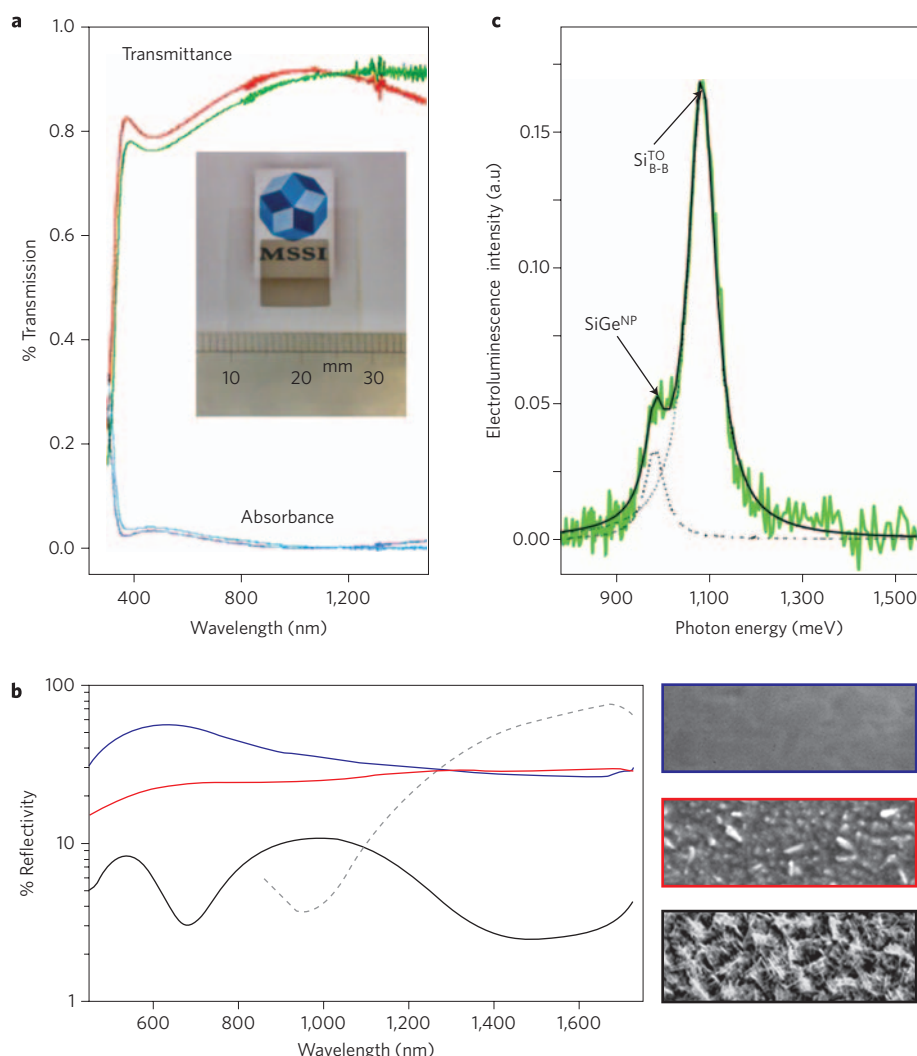 a
1.0
Transmittance
0.8
0.6
0.4
0.2
0.0
% Transmission
MSSI
mm
10 20 30
Absorbance
400 800 1,200
Wavelength (nm)
c
0.15
0.10
0.05
0.00
Electroluminescence intensity (a.u)
Si TO B-B
SiGe NP
900 1,100 1,300 1,500
Photon energy (meV)
b
100
10
1
% Reflectivity
600 800 1,000 1,200 1,400 1,600
Wavelength (nm)